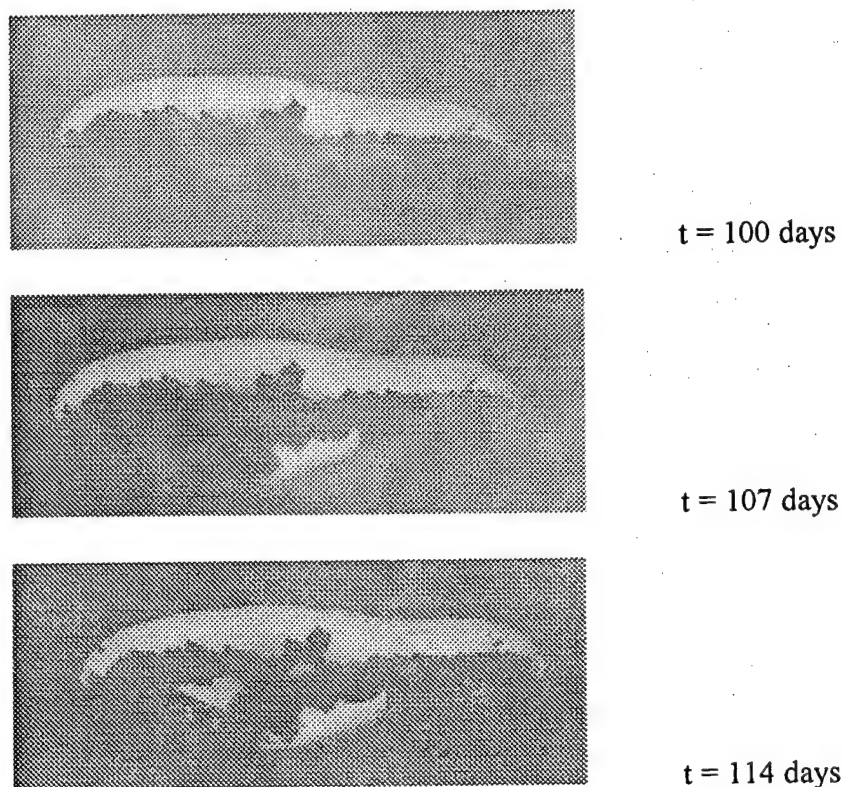 t = 100 days
t = 107 days
t = 114 days